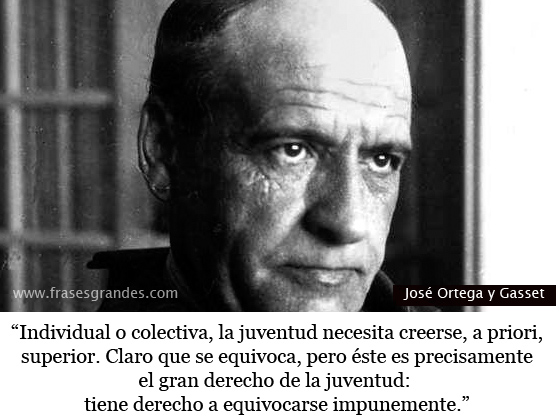 www.frasesgrandes.com
José Ortega y Gasset
“Individual o colectiva, la juventud necesita creerse, a priori,
superior. Claro que se equivoca, pero éste es precisamente
el gran derecho de la juventud:
tiene derecho a equivocarse impunemente.”